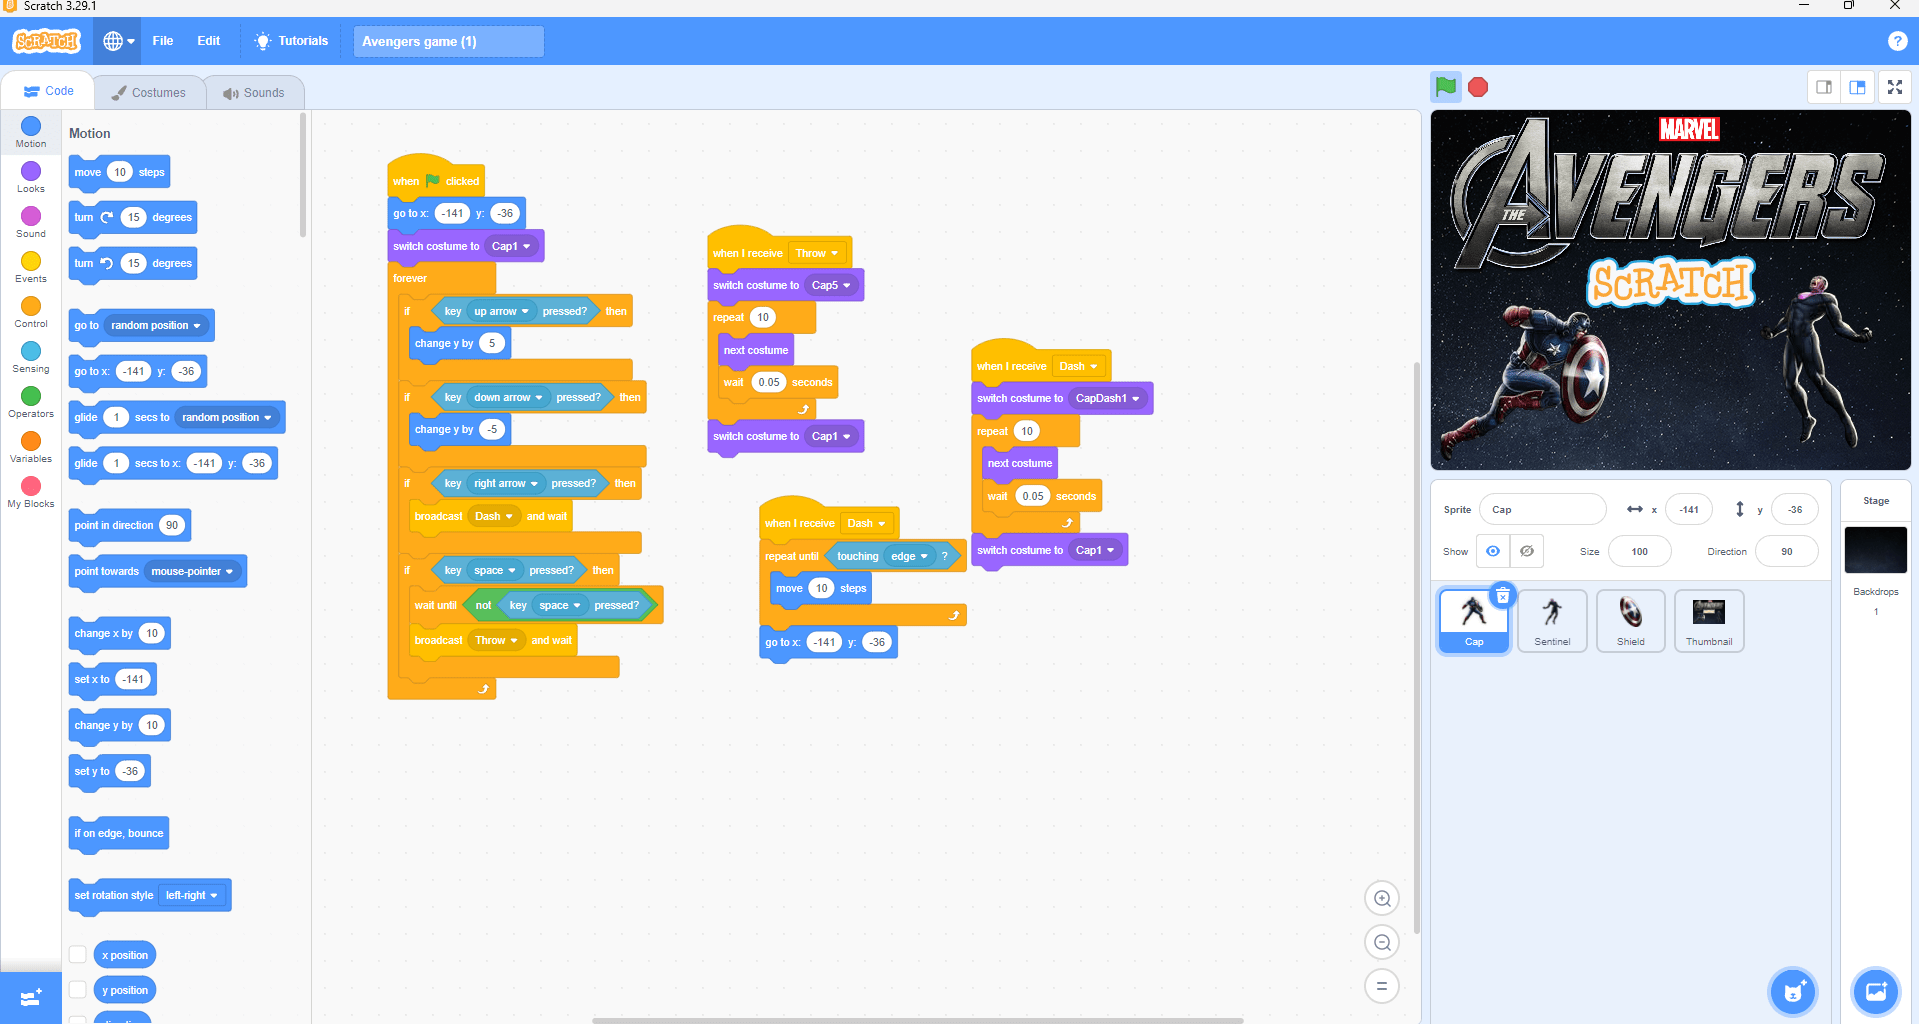 Scratch 3.29.1
SCRATCH
File
Edit
Tutorials
Avengers game (1)
?
Code
Costumes
Sounds
Motion
Looks
Sound
Events
Control
Sensing
Operators
Variables
My Blocks
Motion
move 10 steps
turn 15 degrees
turn 15 degrees
go to random position
go to x: -141 y: -36
glide 1 secs to random position
glide 1 secs to x: -141 y: -36
point in direction 90
point towards mouse-pointer
change x by 10
set x to -141
change y by 10
set y to -36
if on edge, bounce
set rotation style left-right
x position
y position
when clicked
go to x: -141 y: -36
switch costume to Cap1
forever
if key up arrow pressed? then
change y by 5
if key down arrow pressed? then
change y by -5
if key right arrow pressed? then
broadcast Dash and wait
if key space pressed? then
wait until not key space pressed?
broadcast Throw and wait
when I receive Throw
switch costume to Cap5
repeat 10
next costume
wait 0.05 seconds
switch costume to Cap1
when I receive Dash
repeat until touching edge ?
move 10 steps
go to x: -141 y: -36
when I receive Dash
switch costume to CapDash1
repeat 10
next costume
wait 0.05 seconds
switch costume to Cap1
MARVEL
THE AVENGERS
SCRATCH
Sprite Cap x -141 y -36
Show Size 100 Direction 90
Cap
Sentinel
Shield
Thumbnail
Stage
Backdrops
1